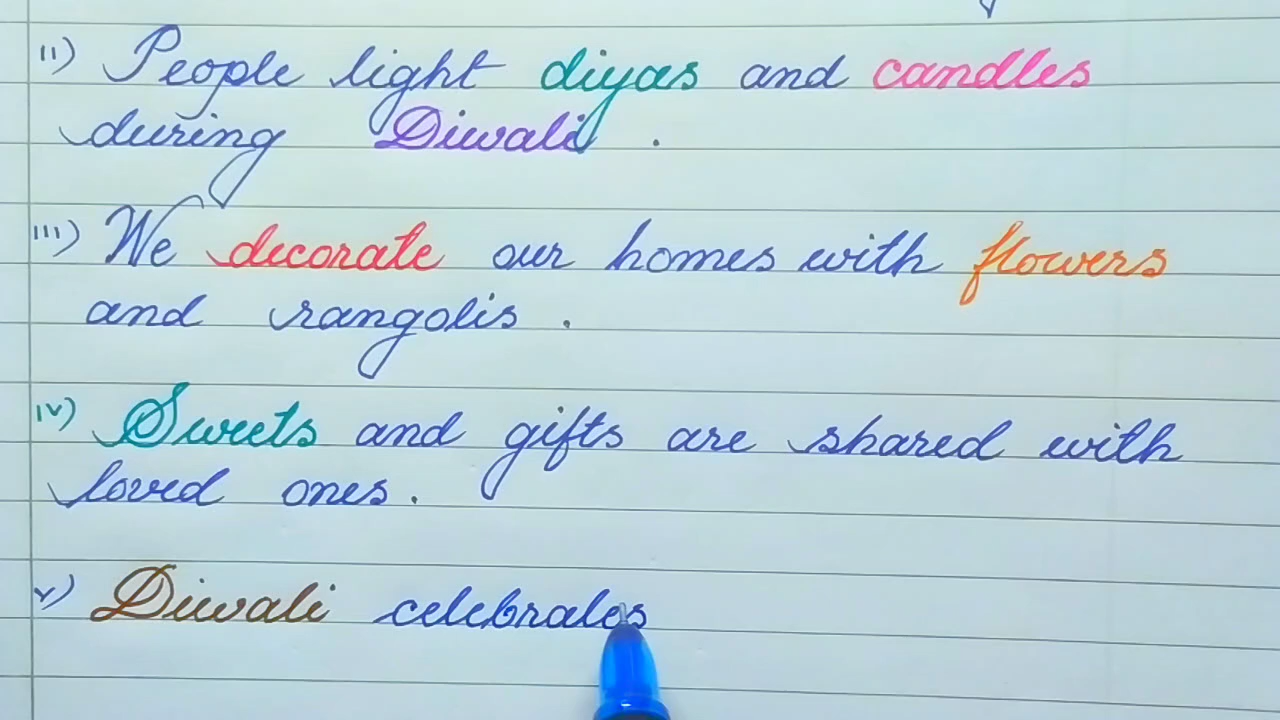 ii) People light diyas and candles
during Diwali .
iii) We decorate our homes with flowers
and rangolis .
iv) Sweets and gifts are shared with
loved ones .
v) Diwali celebrates